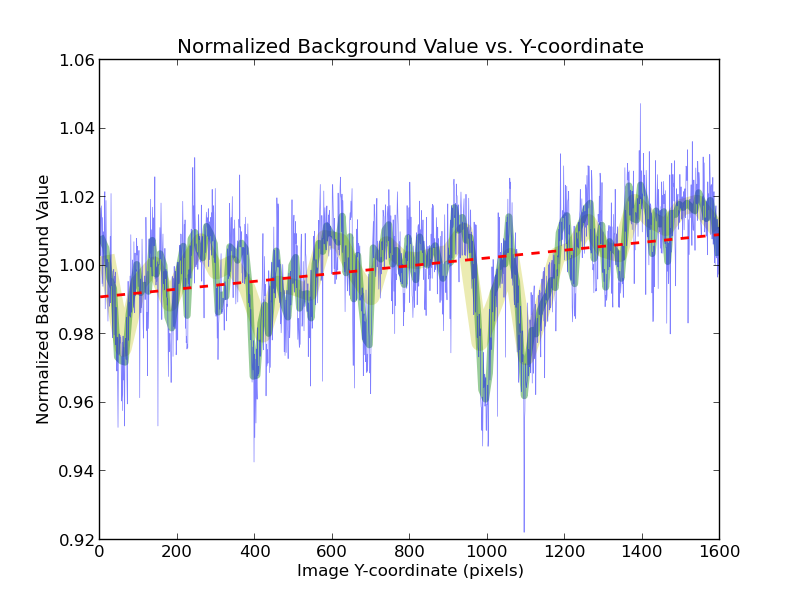 Normalized Background Value vs. Y-coordinate
1.06
1.04
1.02
1.00
0.98
0.96
0.94
0.92
Normalized Background Value
0 200 400 600 800 1000 1200 1400 1600
Image Y-coordinate (pixels)